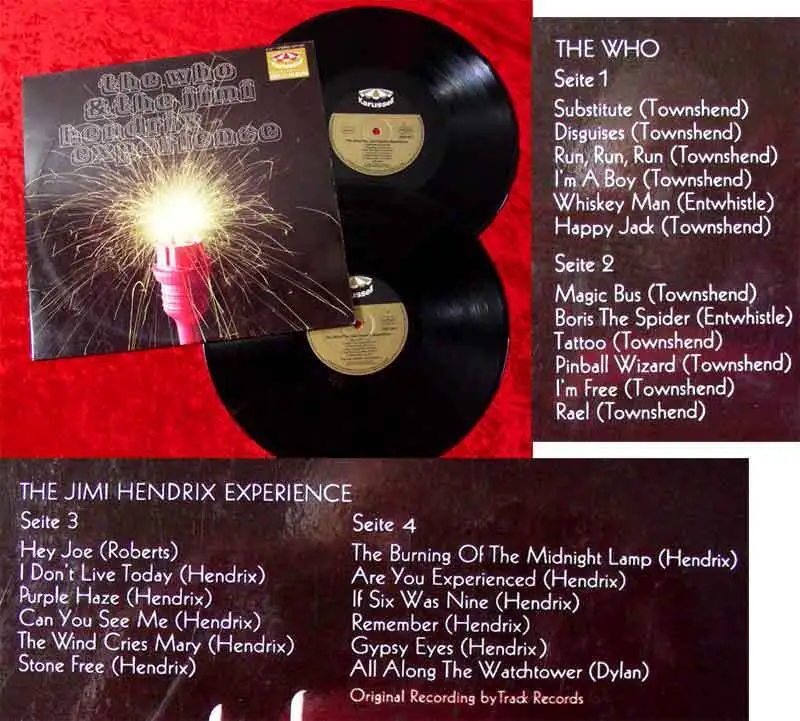 the who
& the jimi
hendrix
experience
Karussell
Karussell
THE WHO
Seite 1
Substitute (Townshend)
Disguises (Townshend)
Run, Run, Run (Townshend)
I'm A Boy (Townshend)
Whiskey Man (Entwhistle)
Happy Jack (Townshend)
Seite 2
Magic Bus (Townshend)
Boris The Spider (Entwhistle)
Tattoo (Townshend)
Pinball Wizard (Townshend)
I'm Free (Townshend)
Rael (Townshend)
THE JIMI HENDRIX EXPERIENCE
Seite 3
Hey Joe (Roberts)
I Don't Live Today (Hendrix)
Purple Haze (Hendrix)
Can You See Me (Hendrix)
The Wind Cries Mary (Hendrix)
Stone Free (Hendrix)
Seite 4
The Burning Of The Midnight Lamp (Hendrix)
Are You Experienced (Hendrix)
If Six Was Nine (Hendrix)
Remember (Hendrix)
Gypsy Eyes (Hendrix)
All Along The Watchtower (Dylan)
Original Recording by Track Records